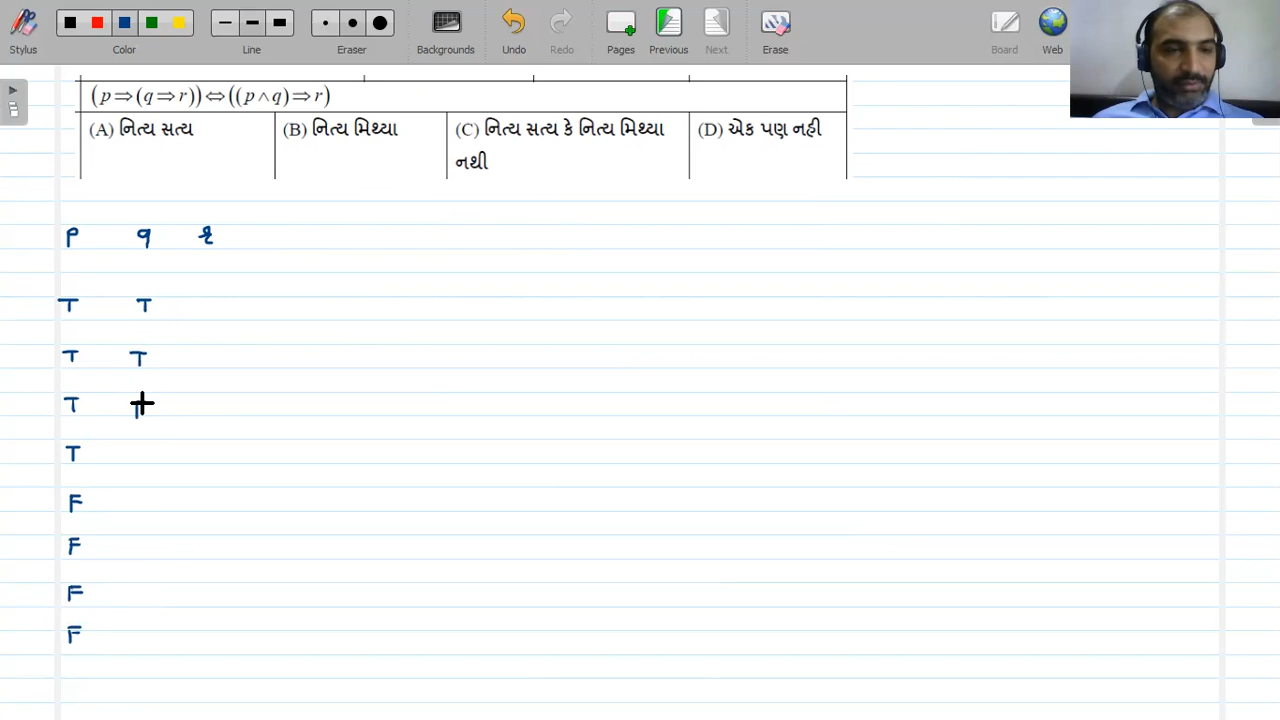 Stylus Color Line Eraser Backgrounds Undo Redo Pages Previous Next Erase Board Web
(p⇒(q⇒r))⇔((p∧q)⇒r)
(A) નિત્ય સત્ય (B) નિત્ય મિથ્યા (C) નિત્ય સત્ય કે નિત્ય મિથ્યા (D) એક પણ નહી
નથી
p q r
T T
T T
T
T
F
F
F
F